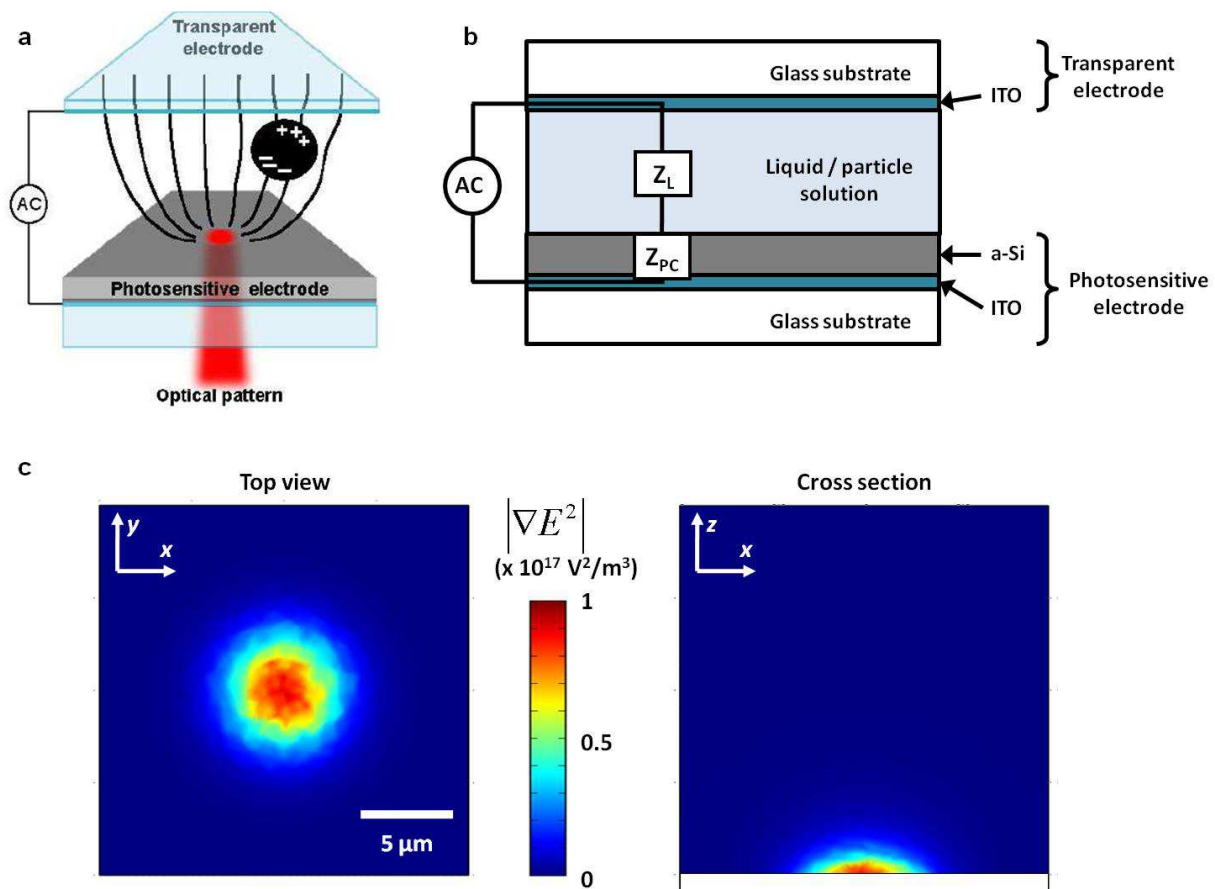 a
Transparent
electrode
AC
+ + +
− − −
Photosensitive electrode
Optical pattern
b
Glass substrate
ITO
Transparent
electrode
AC
Z_L
Liquid / particle
solution
Z_PC
a-Si
ITO
Photosensitive
electrode
Glass substrate
c
Top view
y
x
5 µm
|∇E²|
(x 10¹⁷ V²/m³)
1
0.5
0
Cross section
z
x